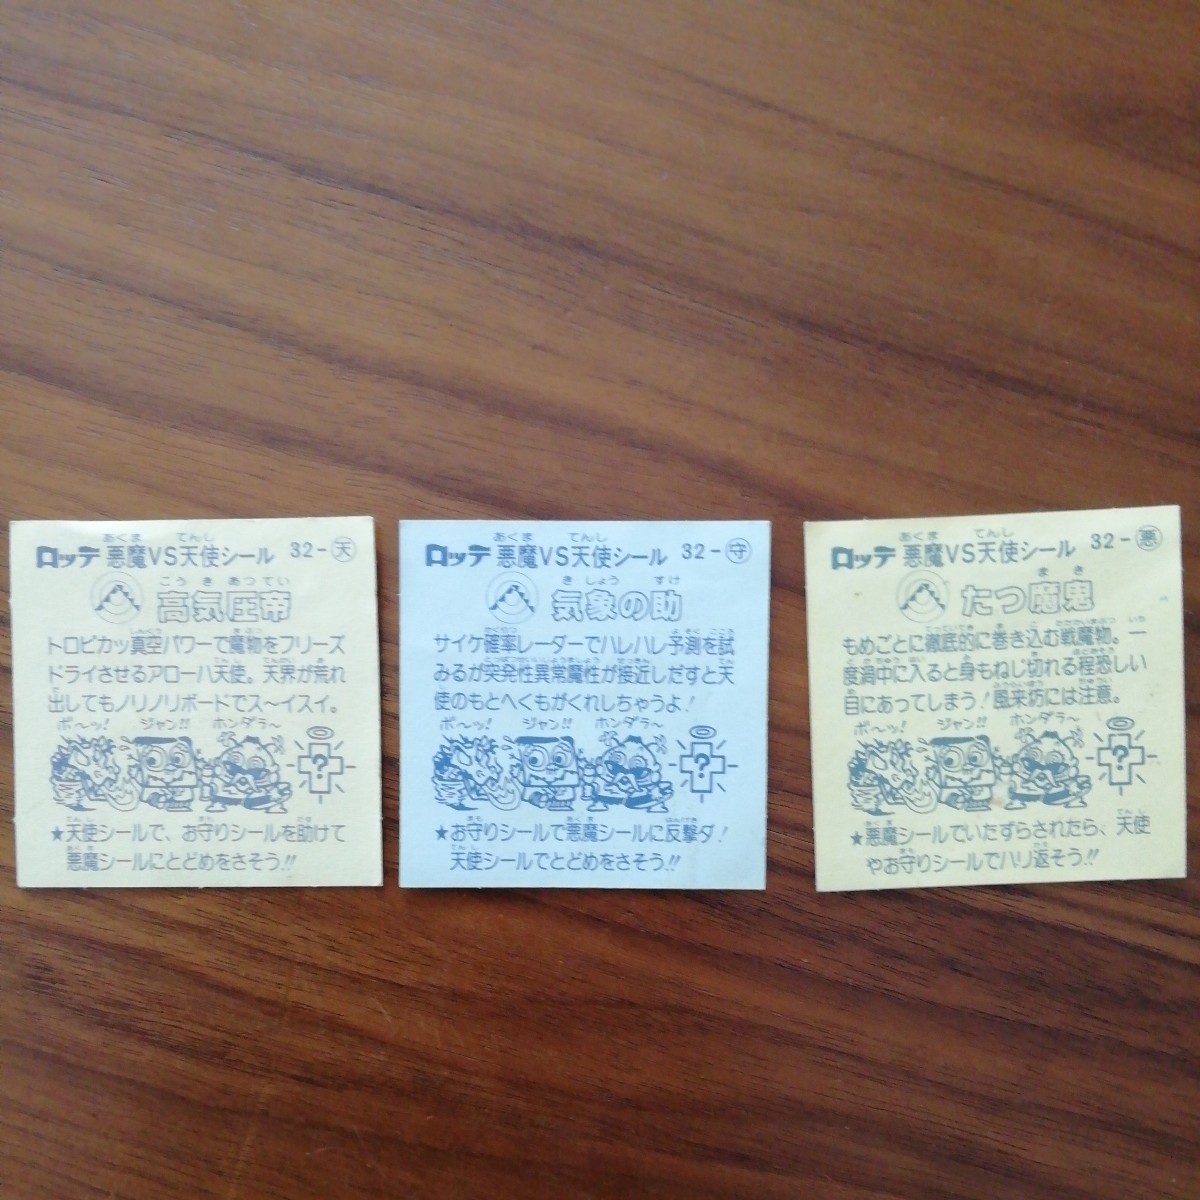 ロッテ 悪魔VS天使シール 32-天
高気圧帝
トロピカッツ真空パワーで魔物をフリーズ
ドライさせるアローハ天使。天界が荒れ
出してもノリノリボードでス〜イスイ。
ボ〜ッ! ジャン!! ホンダラ〜
?
★天使シールで、お守りシールを助けて
悪魔シールにとどめをさそう!!
ロッテ 悪魔VS天使シール 32-守
気象の助
サイケ確率レーダーでハレハレ予測を試
みるが突発性異常魔性が接近しだすと天
使のもとへくもがくれしちゃうよ!
ボ〜ッ! ジャン!! ホンダラ〜
?
★お守りシールで悪魔シールに反撃ダ!
天使シールでとどめをさそう!!
ロッテ 悪魔VS天使シール 32-悪
たつ魔鬼
もめごとに徹底的に巻き込む戦魔物。一
度渦中に入ると身もねじ切れる程恐しい
目にあってしまう!風来坊には注意。
ボ〜ッ! ジャン!! ホンダラ〜
?
★悪魔シールでいたずらされたら、天使
やお守りシールでハリ返そう!!